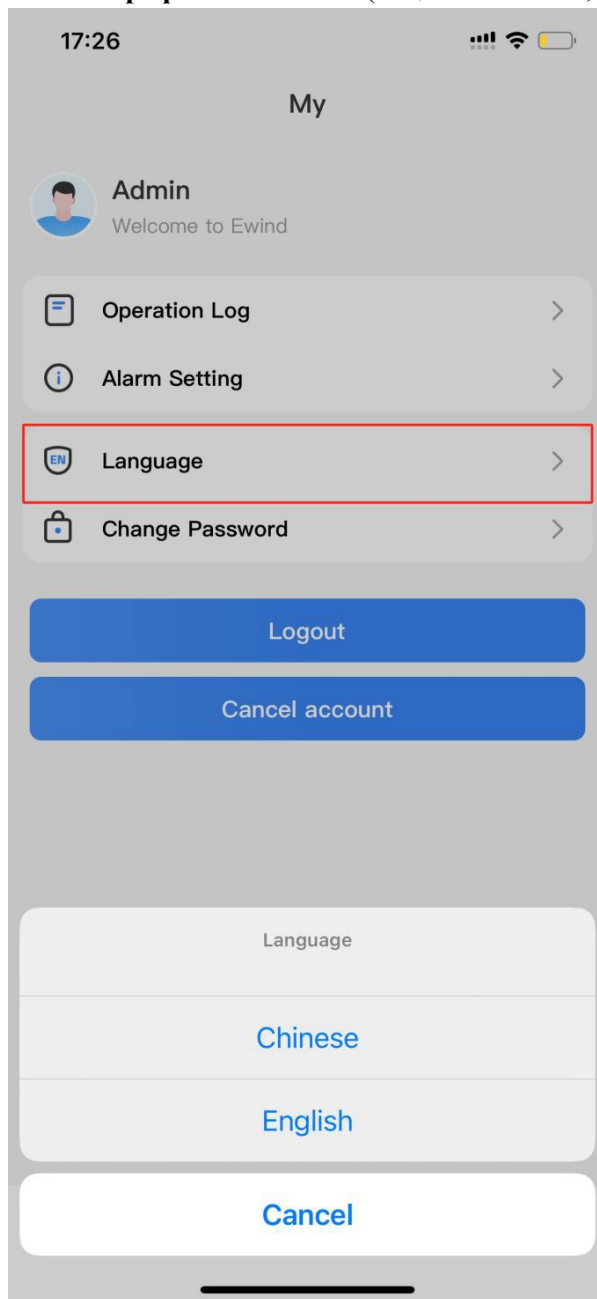 17:26
My
Admin
Welcome to Ewind
Operation Log
Alarm Setting
EN
Language
Change Password
Logout
Cancel account
Language
Chinese
English
Cancel